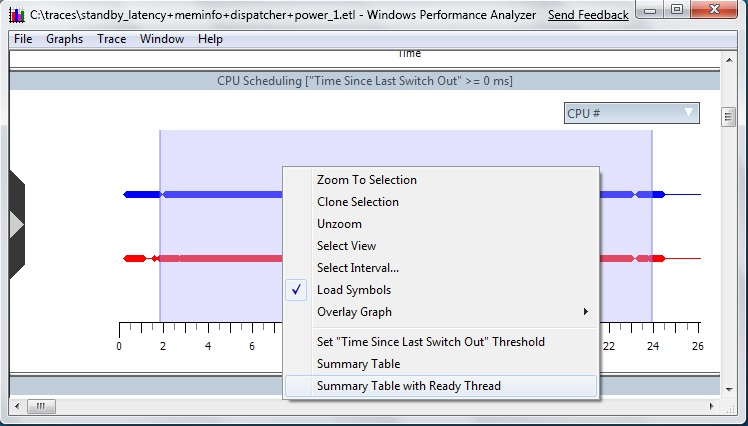 C:\traces\standby_latency+meminfo+dispatcher+power_1.etl - Windows Performance Analyzer Send Feedback
File Graphs Trace Window Help
Time
CPU Scheduling ["Time Since Last Switch Out" >= 0 ms]
CPU #
Zoom To Selection
Clone Selection
Unzoom
Select View
Select Interval...
Load Symbols
Overlay Graph
0 2 4 6 22 24 26
Set "Time Since Last Switch Out" Threshold
Summary Table
Summary Table with Ready Thread